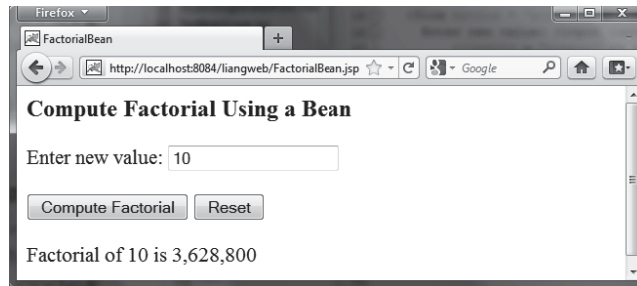 Firefox
FactorialBean
http://localhost:8084/liangweb/FactorialBean.jsp
Google
Compute Factorial Using a Bean
Enter new value: 10
Compute Factorial Reset
Factorial of 10 is 3,628,800